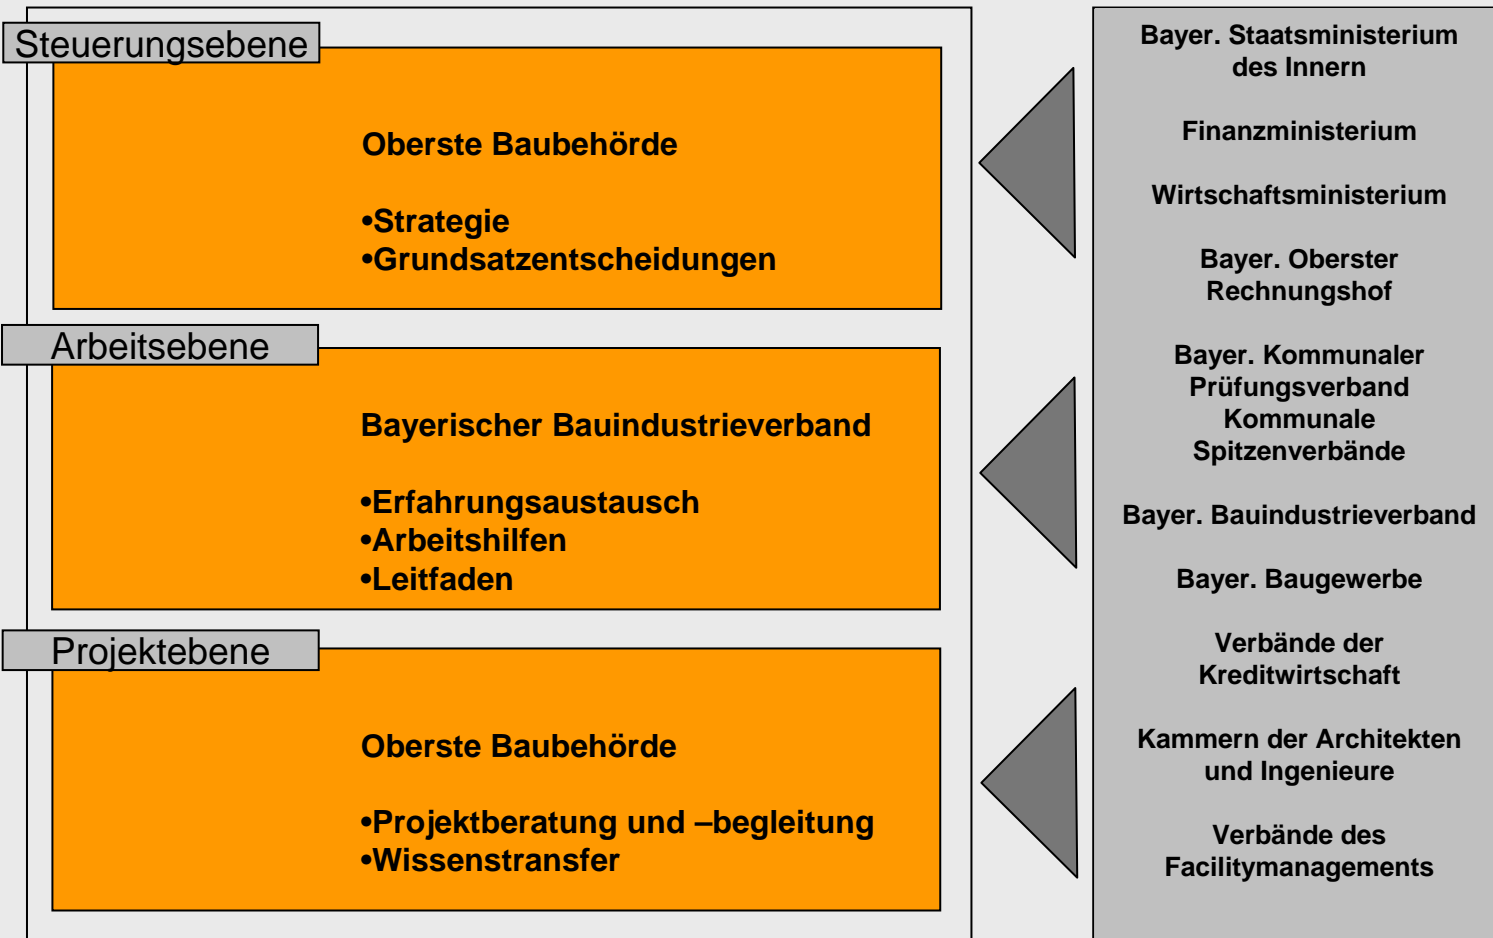 Steuerungsebene
Oberste Baubehörde
•Strategie
•Grundsatzentscheidungen
Arbeitsebene
Bayerischer Bauindustrieverband
•Erfahrungsaustausch
•Arbeitshilfen
•Leitfaden
Projektebene
Oberste Baubehörde
•Projektberatung und –begleitung
•Wissenstransfer
Bayer. Staatsministerium
des Innern
Finanzministerium
Wirtschaftsministerium
Bayer. Oberster
Rechnungshof
Bayer. Kommunaler
Prüfungsverband
Kommunale
Spitzenverbände
Bayer. Bauindustrieverband
Bayer. Baugewerbe
Verbände der
Kreditwirtschaft
Kammern der Architekten
und Ingenieure
Verbände des
Facilitymanagements